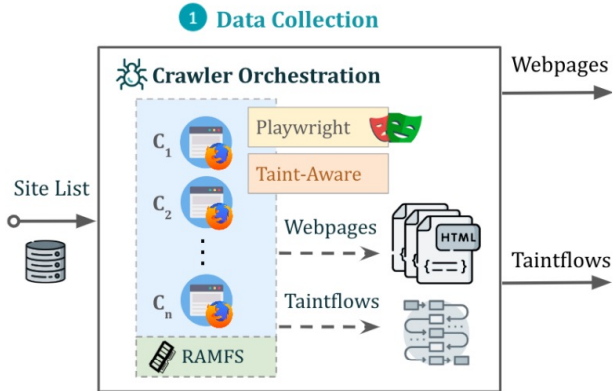 1 Data Collection
Crawler Orchestration
Webpages
Playwright
C1
Taint-Aware
Site List
C2
Webpages
HTML
{==}
⋮
Taintflows
Taintflows
Cn
RAMFS